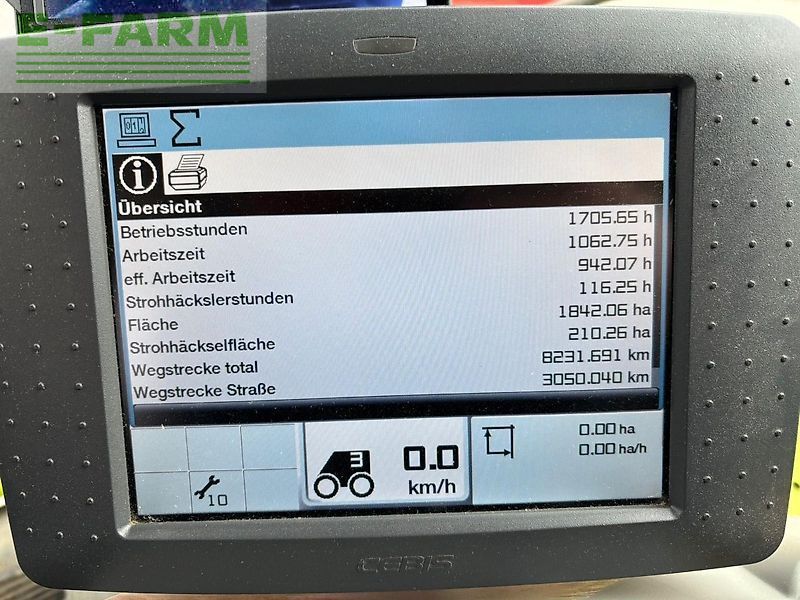 E-FARM
Übersicht
Betriebsstunden 1705.65 h
Arbeitszeit 1062.75 h
eff. Arbeitszeit 942.07 h
Strohhäckslerstunden 116.25 h
Fläche 1842.06 ha
Strohhäckselfläche 210.26 ha
Wegstrecke total 8231.691 km
Wegstrecke Straße 3050.040 km
10
3
0.0
km/h
0.00 ha
0.00 ha/h
CEBIS